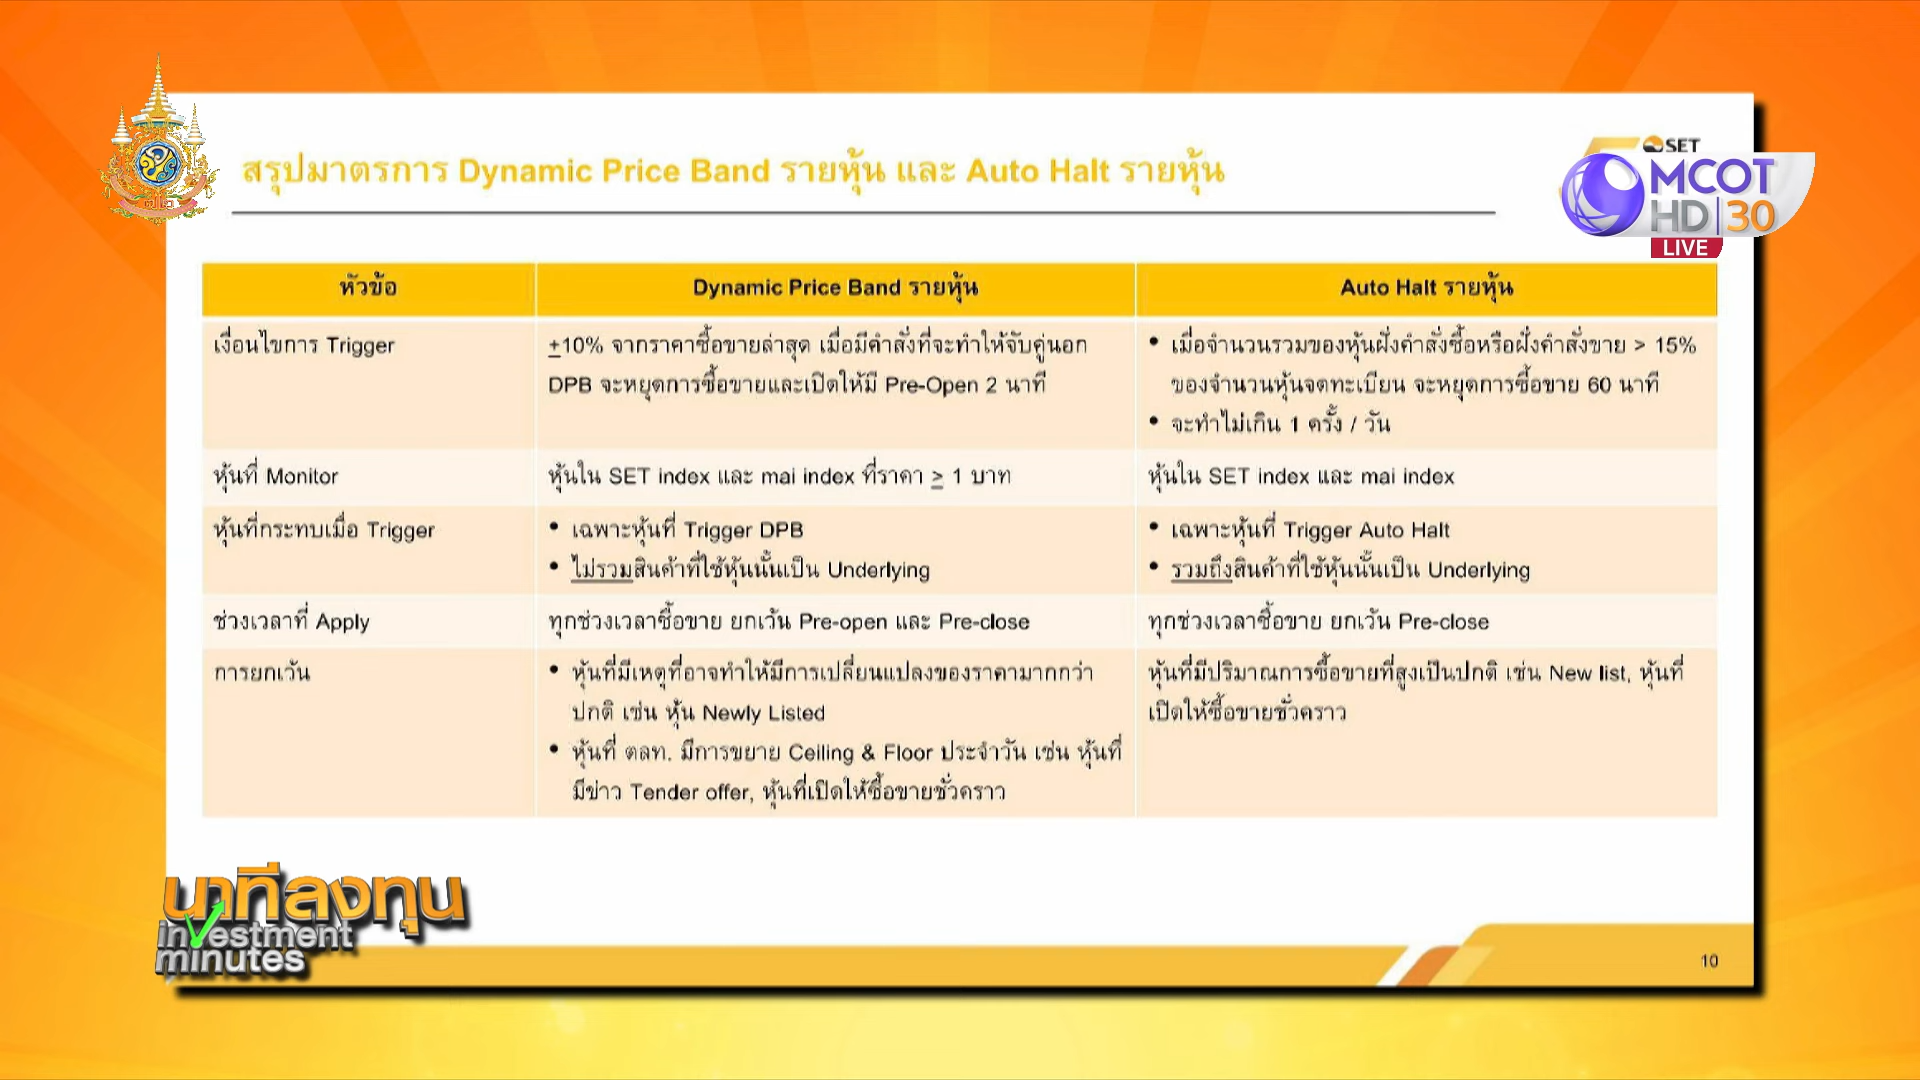 สรุปมาตรการ Dynamic Price Band รายหุ้น และ Auto Halt รายหุ้น
SET
MCOT
HD 30
LIVE
หัวข้อ
Dynamic Price Band รายหุ้น
Auto Halt รายหุ้น
เงื่อนไขการ Trigger
±10% จากราคาซื้อขายล่าสุด เมื่อมีคำสั่งที่จะทำให้จับคู่นอก
DPB จะหยุดการซื้อขายและเปิดให้มี Pre-Open 2 นาที
• เมื่อจำนวนรวมของหุ้นฝั่งคำสั่งซื้อหรือฝั่งคำสั่งขาย > 15%
ของจำนวนหุ้นจดทะเบียน จะหยุดการซื้อขาย 60 นาที
• จะทำไม่เกิน 1 ครั้ง / วัน
หุ้นที่ Monitor
หุ้นใน SET index และ mai index ที่ราคา ≥ 1 บาท
หุ้นใน SET index และ mai index
หุ้นที่กระทบเมื่อ Trigger
• เฉพาะหุ้นที่ Trigger DPB
• ไม่รวมสินค้าที่ใช้หุ้นนั้นเป็น Underlying
• เฉพาะหุ้นที่ Trigger Auto Halt
• รวมถึงสินค้าที่ใช้หุ้นนั้นเป็น Underlying
ช่วงเวลาที่ Apply
ทุกช่วงเวลาซื้อขาย ยกเว้น Pre-open และ Pre-close
ทุกช่วงเวลาซื้อขาย ยกเว้น Pre-close
การยกเว้น
• หุ้นที่มีเหตุที่อาจทำให้มีการเปลี่ยนแปลงของราคามากกว่า
ปกติ เช่น หุ้น Newly Listed
• หุ้นที่ ตลท. มีการขยาย Ceiling & Floor ประจำวัน เช่น หุ้นที่
มีข่าว Tender offer, หุ้นที่เปิดให้ซื้อขายชั่วคราว
หุ้นที่มีปริมาณการซื้อขายที่สูงเป็นปกติ เช่น New list, หุ้นที่
เปิดให้ซื้อขายชั่วคราว
นาทีลงทุน
investment
minutes
10